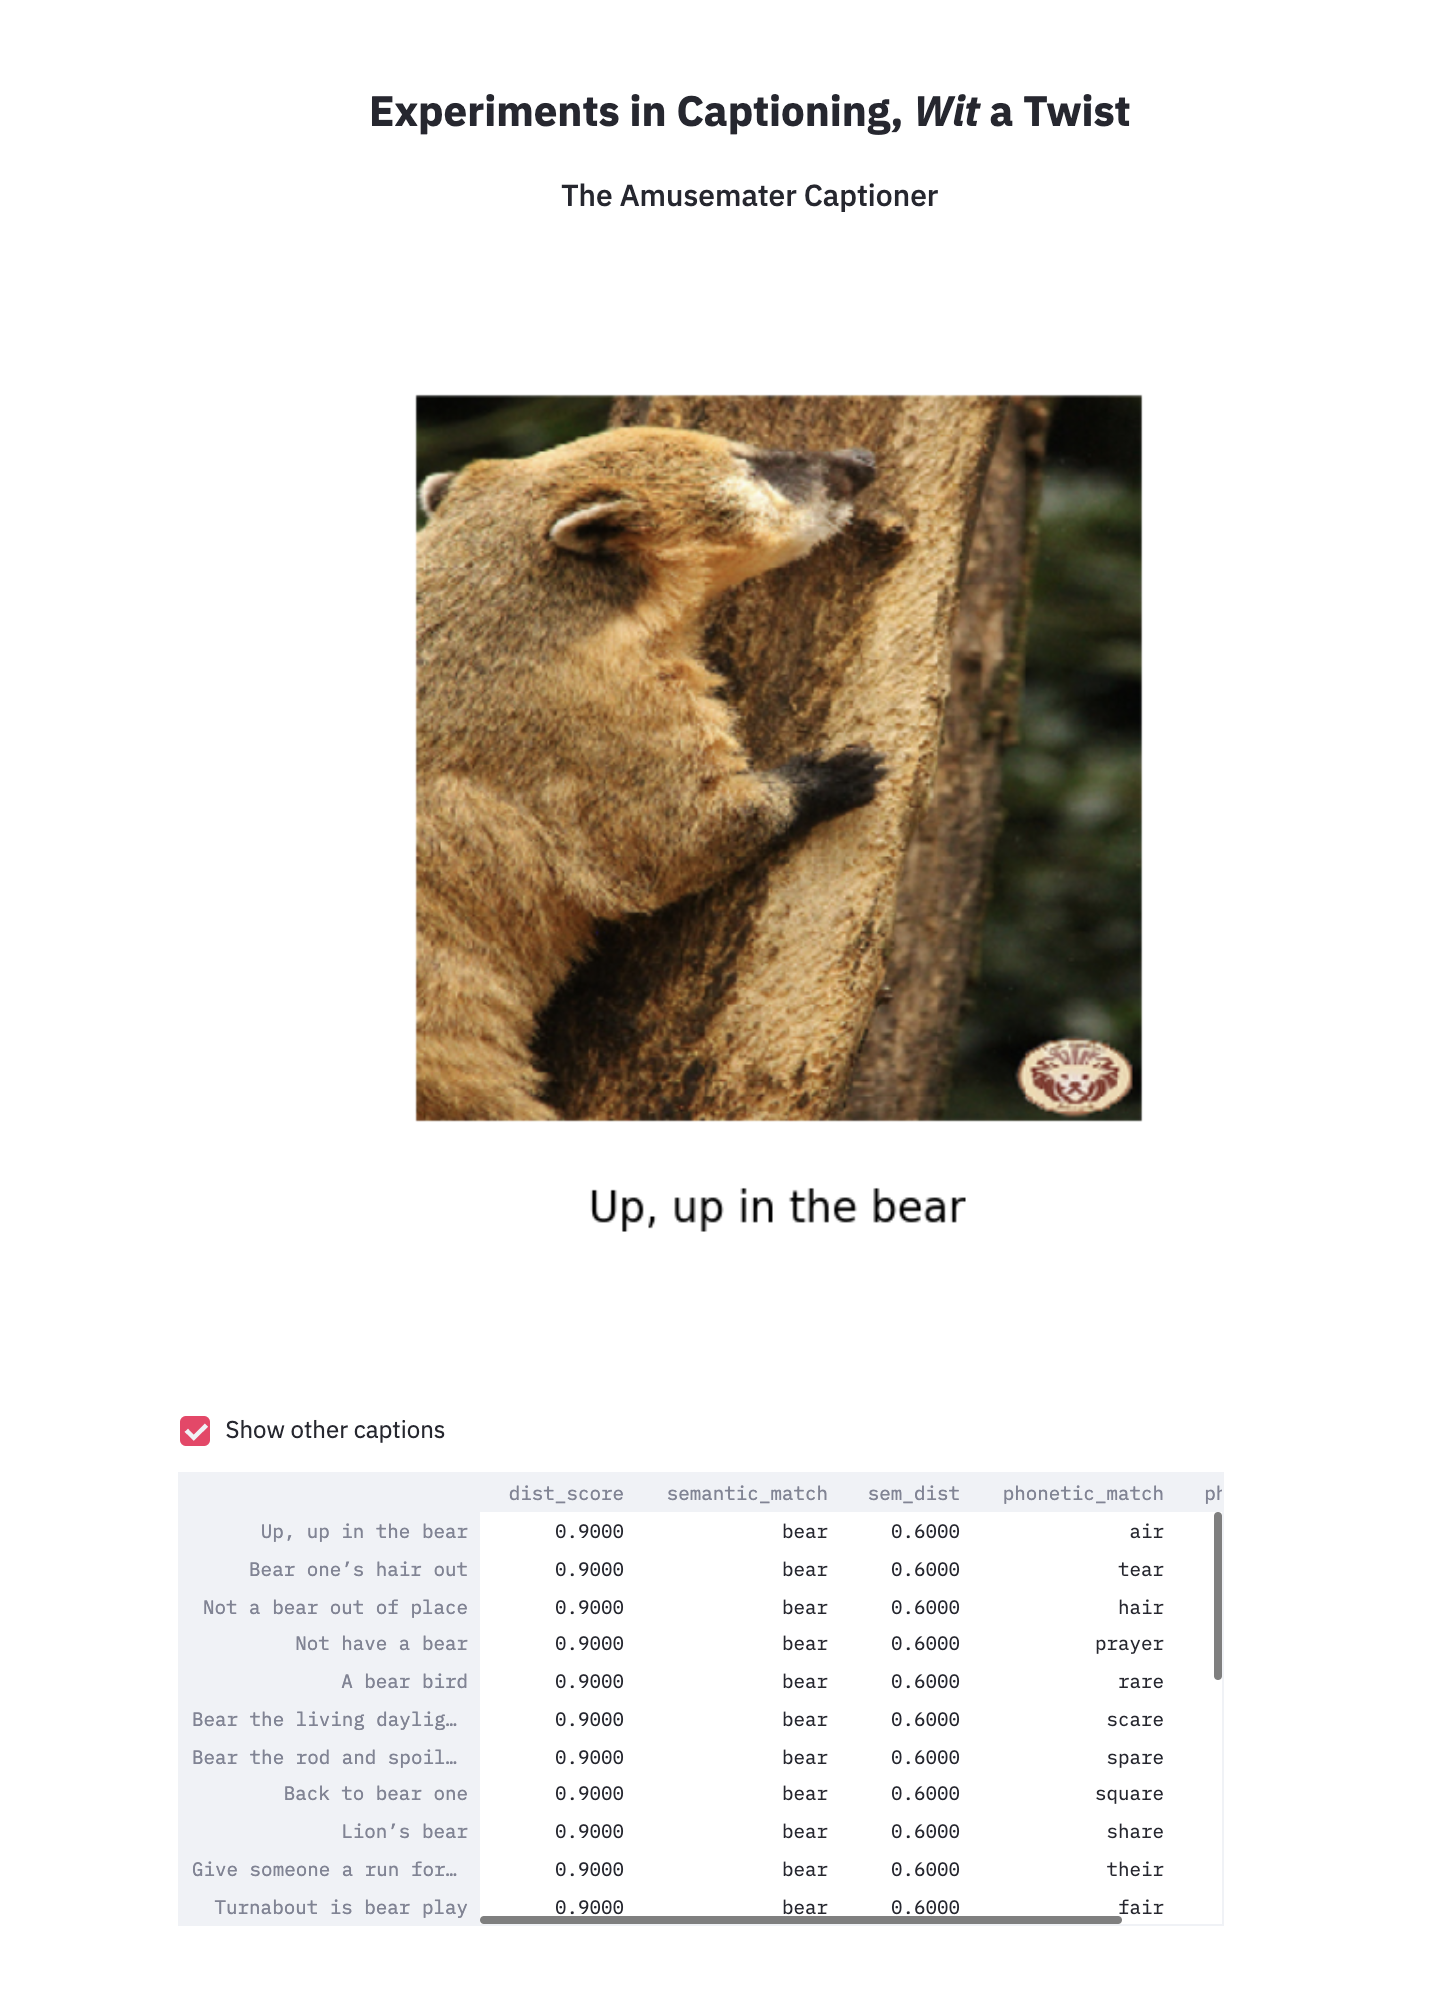 Experiments in Captioning, Wit a Twist
The Amusemater Captioner
Up, up in the bear
Show other captions
dist_score semantic_match sem_dist phonetic_match ph
Up, up in the bear 0.9000 bear 0.6000 air
Bear one’s hair out 0.9000 bear 0.6000 tear
Not a bear out of place 0.9000 bear 0.6000 hair
Not have a bear 0.9000 bear 0.6000 prayer
A bear bird 0.9000 bear 0.6000 rare
Bear the living daylig… 0.9000 bear 0.6000 scare
Bear the rod and spoil… 0.9000 bear 0.6000 spare
Back to bear one 0.9000 bear 0.6000 square
Lion’s bear 0.9000 bear 0.6000 share
Give someone a run for… 0.9000 bear 0.6000 their
Turnabout is bear play 0.9000 bear 0.6000 fair